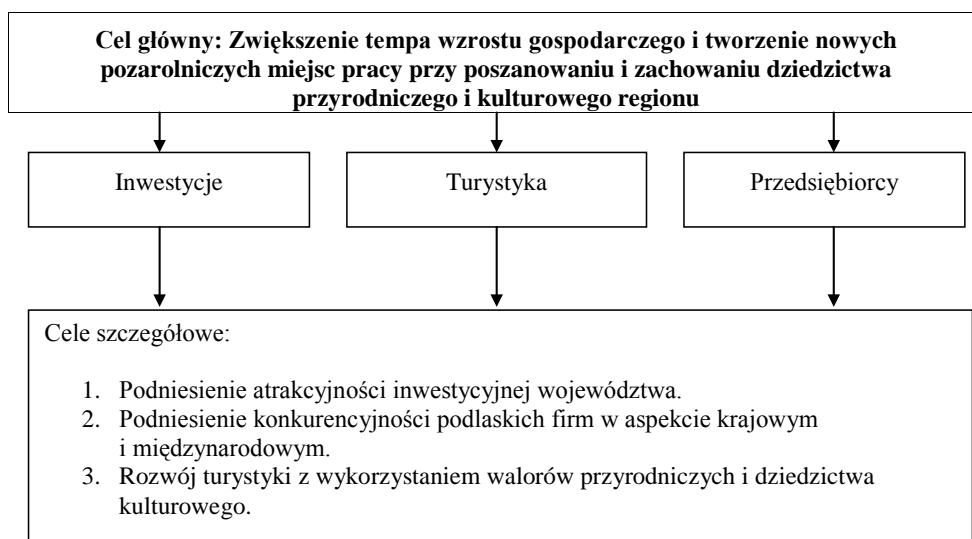 Cel główny: Zwiększenie tempa wzrostu gospodarczego i tworzenie nowych
pozarolniczych miejsc pracy przy poszanowaniu i zachowaniu dziedzictwa
przyrodniczego i kulturowego regionu
Inwestycje
Turystyka
Przedsiębiorcy
Cele szczegółowe:
1. Podniesienie atrakcyjności inwestycyjnej województwa.
2. Podniesienie konkurencyjności podlaskich firm w aspekcie krajowym
i międzynarodowym.
3. Rozwój turystyki z wykorzystaniem walorów przyrodniczych i dziedzictwa
kulturowego.